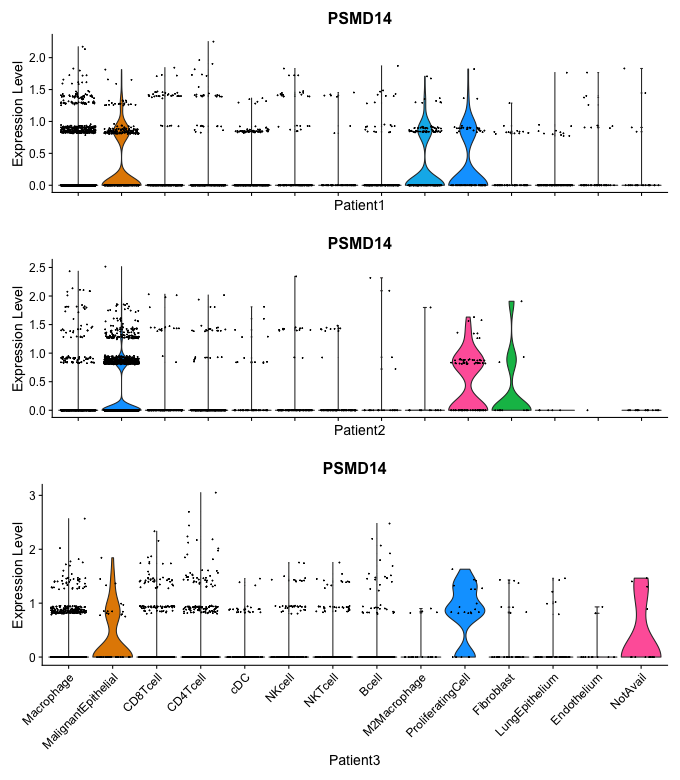 PSMD14
Expression Level
2.0
1.5
1.0
0.5
0.0
Patient1
PSMD14
Expression Level
2.5
2.0
1.5
1.0
0.5
0.0
Patient2
PSMD14
Expression Level
3
2
1
0
Macrophage
MalignantEpithelial
CD8Tcell
CD4Tcell
cDC
NKcell
NKTcell
Bcell
M2Macrophage
ProliferatingCell
Fibroblast
LungEpithelium
Endothelium
NotAvail
Patient3